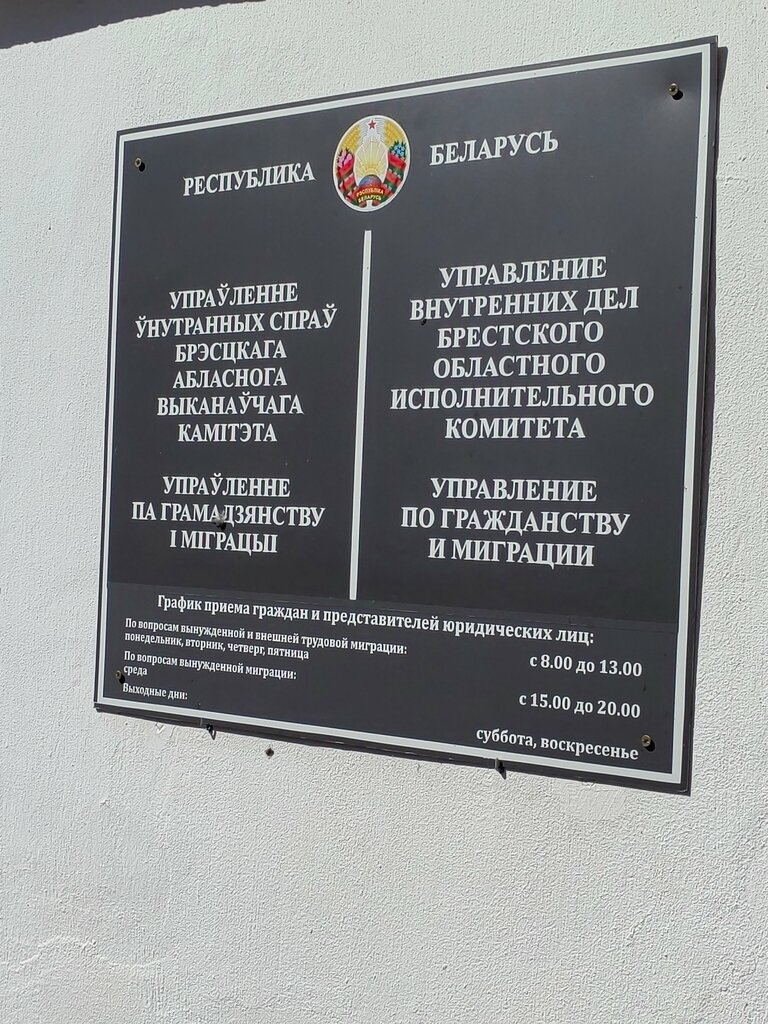 РЕСПУБЛИКА БЕЛАРУСЬ
РЭСПУБЛІКА
БЕЛАРУСЬ
УПРАЎЛЕННЕ
ЎНУТРАННЫХ СПРАЎ
БРЭСЦКАГА
АБЛАСНОГА
ВЫКАНАЎЧАГА
КАМІТЭТА
УПРАЎЛЕННЕ
ПА ГРАМАДЗЯНСТВУ
І МІГРАЦЫІ
УПРАВЛЕНИЕ
ВНУТРЕННИХ ДЕЛ
БРЕСТСКОГО
ОБЛАСТНОГО
ИСПОЛНИТЕЛЬНОГО
КОМИТЕТА
УПРАВЛЕНИЕ
ПО ГРАЖДАНСТВУ
И МИГРАЦИИ
График приема граждан и представителей юридических лиц:
По вопросам вынужденной и внешней трудовой миграции:
понедельник, вторник, четверг, пятница с 8.00 до 13.00
По вопросам вынужденной миграции:
среда с 15.00 до 20.00
Выходные дни: суббота, воскресенье